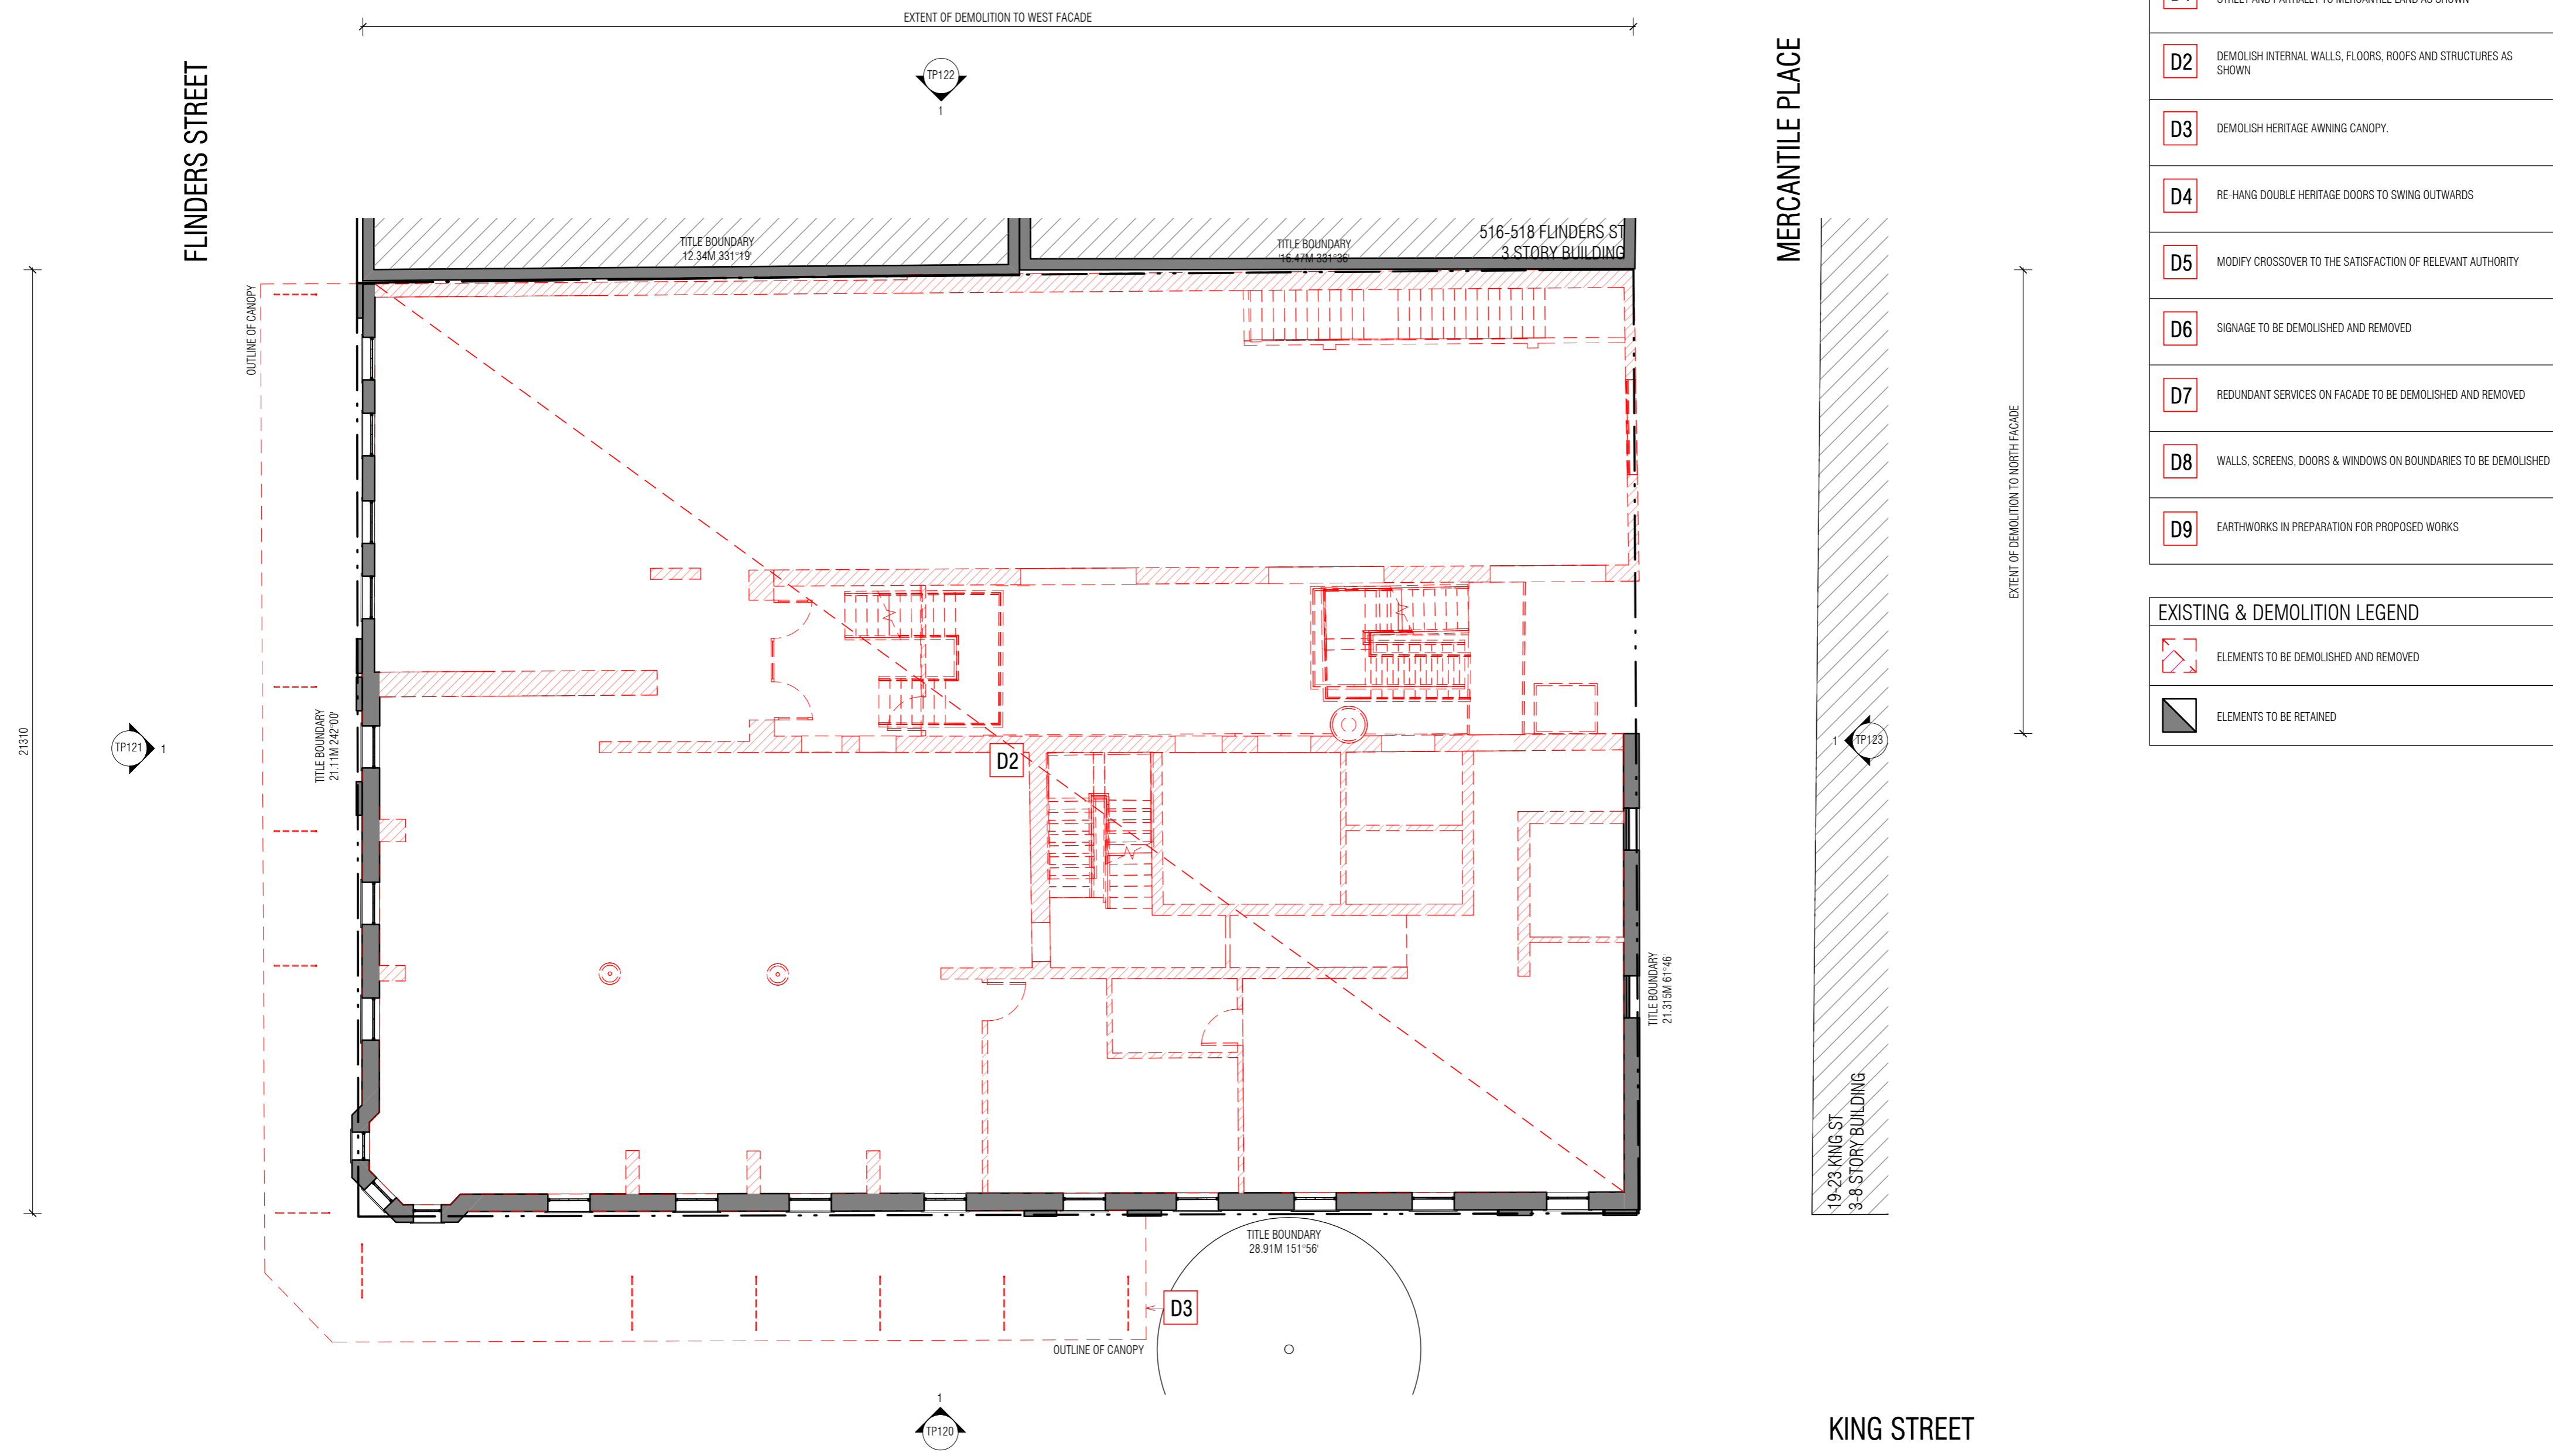 EXTENT OF DEMOLITION TO WEST FACADE
TP122
1
FLINDERS STREET
MERCANTILE PLACE
TITLE BOUNDARY
12.34M 331°19'
TITLE BOUNDARY
16.47M 331°36'
516-518 FLINDERS ST
3 STORY BUILDING
OUTLINE OF CANOPY
EXTENT OF DEMOLITION TO NORTH FACADE
21310
TP121
1
TITLE BOUNDARY
21.11M 242°00'
D2
1
TP123
TITLE BOUNDARY
21.315M 61°46'
19-23 KING ST
3-8 STORY BUILDING
TITLE BOUNDARY
28.91M 151°56'
D3
OUTLINE OF CANOPY
1
TP120
KING STREET
STREET AND PARTIALLY TO MERCANTILE LAND AS SHOWN
D2
DEMOLISH INTERNAL WALLS, FLOORS, ROOFS AND STRUCTURES AS
SHOWN
D3
DEMOLISH HERITAGE AWNING CANOPY.
D4
RE-HANG DOUBLE HERITAGE DOORS TO SWING OUTWARDS
D5
MODIFY CROSSOVER TO THE SATISFACTION OF RELEVANT AUTHORITY
D6
SIGNAGE TO BE DEMOLISHED AND REMOVED
D7
REDUNDANT SERVICES ON FACADE TO BE DEMOLISHED AND REMOVED
D8
WALLS, SCREENS, DOORS & WINDOWS ON BOUNDARIES TO BE DEMOLISHED
D9
EARTHWORKS IN PREPARATION FOR PROPOSED WORKS
EXISTING & DEMOLITION LEGEND
ELEMENTS TO BE DEMOLISHED AND REMOVED
ELEMENTS TO BE RETAINED